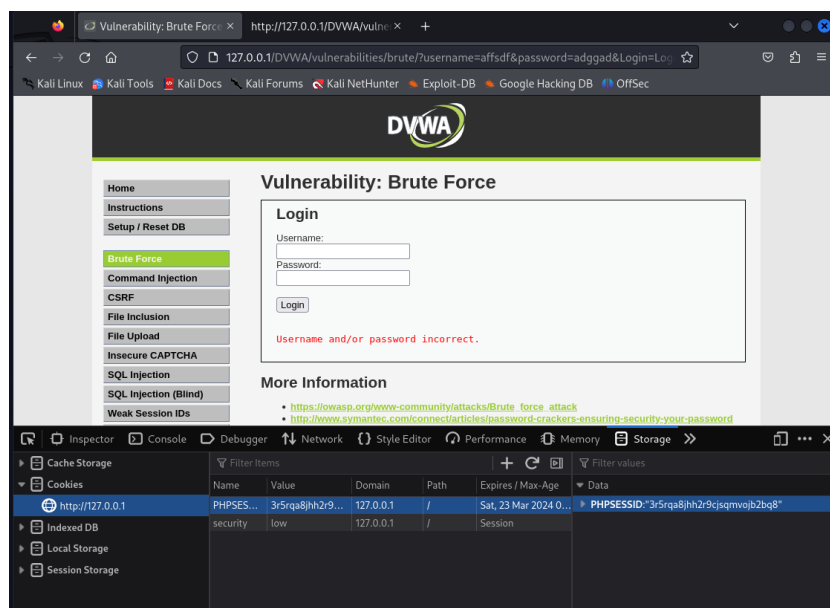 Vulnerability: Brute Force
http://127.0.0.1/DVWA/vulne
127.0.0.1/DVWA/vulnerabilities/brute/?username=affsdf&password=adggad&Login=Log
Kali Linux Kali Tools Kali Docs Kali Forums Kali NetHunter Exploit-DB Google Hacking DB OffSec
DVWA
Home
Instructions
Setup / Reset DB
Brute Force
Command Injection
CSRF
File Inclusion
File Upload
Insecure CAPTCHA
SQL Injection
SQL Injection (Blind)
Weak Session IDs
Vulnerability: Brute Force
Login
Username:
Password:
Login
Username and/or password incorrect.
More Information
https://owasp.org/www-community/attacks/Brute_force_attack
http://www.symantec.com/connect/articles/password-crackers-ensuring-security-your-password
Inspector Console Debugger Network Style Editor Performance Memory Storage
Cache Storage
Cookies
http://127.0.0.1
Indexed DB
Local Storage
Session Storage
Filter Items
Name Value Domain Path Expires / Max-Age
PHPSES... 3r5rqa8jhh2r9... 127.0.0.1 / Sat, 23 Mar 2024 0...
security low 127.0.0.1 / Session
Filter values
Data
PHPSESSID:"3r5rqa8jhh2r9cjsqmvojb2bq8"